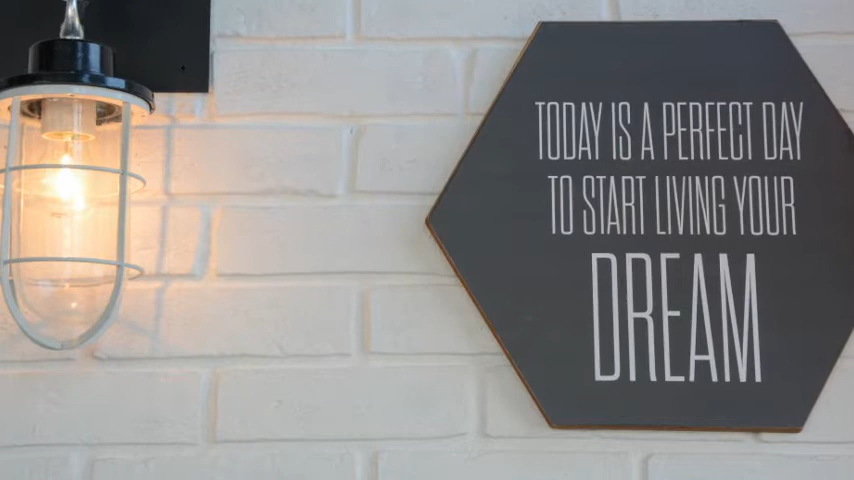 TODAY IS A PERFECT DAY
TO START LIVING YOUR
DREAM